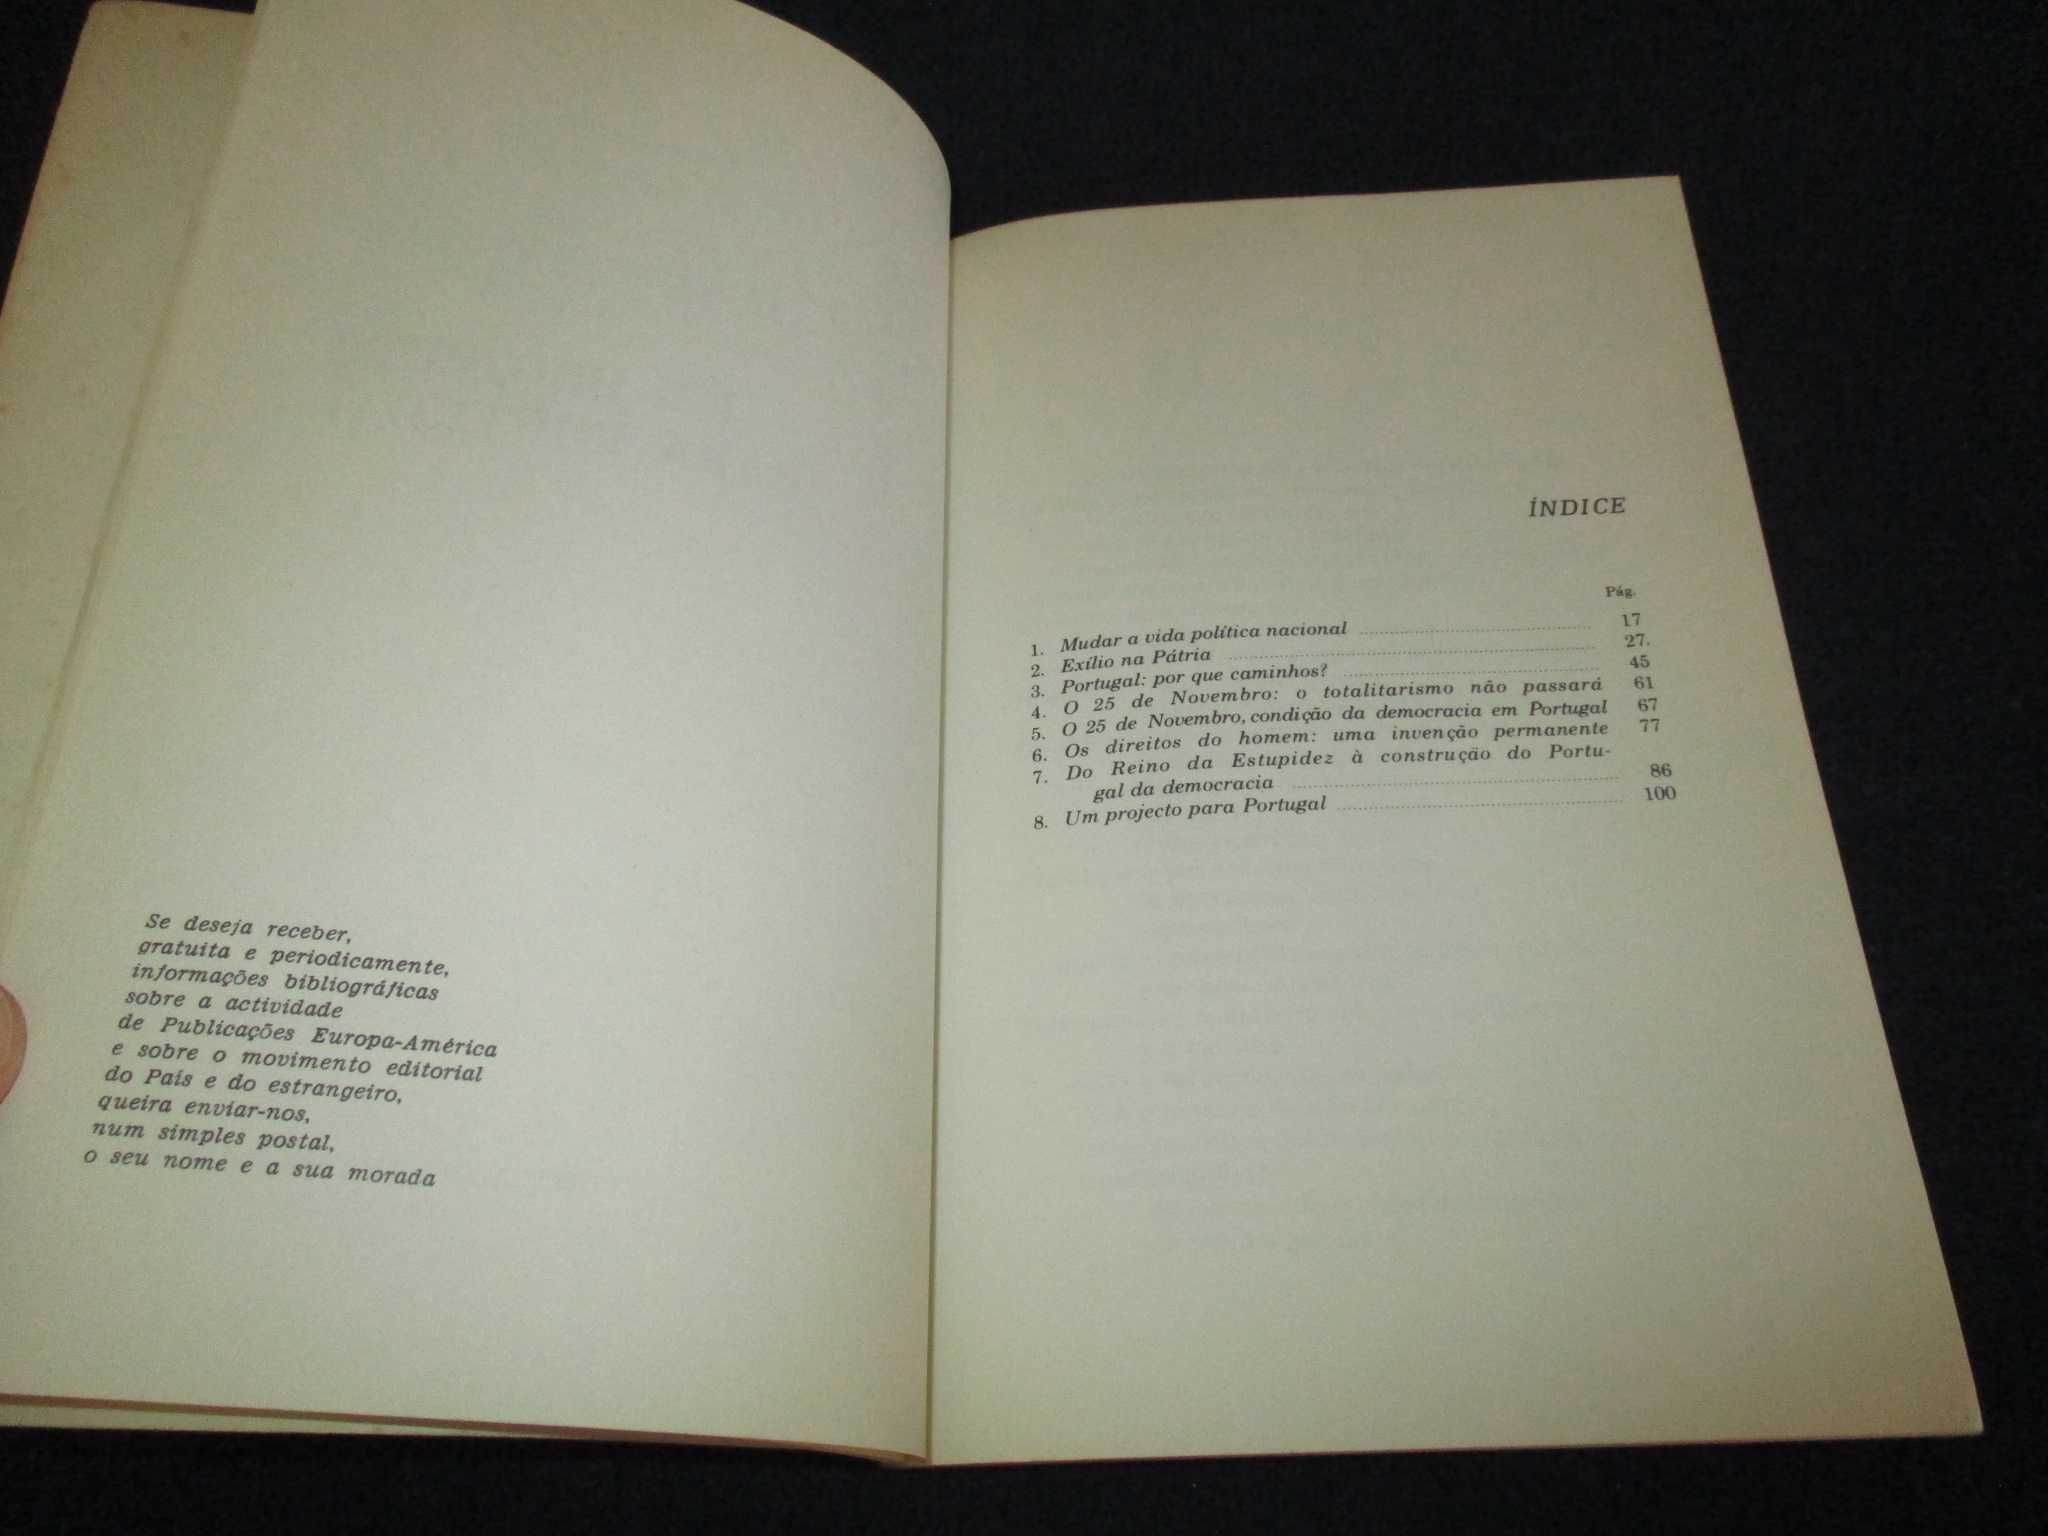 Se deseja receber,
gratuita e periodicamente,
informações bibliográficas
sobre a actividade
de Publicações Europa-América
e sobre o movimento editorial
do País e do estrangeiro,
queira enviar-nos,
num simples postal,
o seu nome e a sua morada
ÍNDICE
Pág.
1. Mudar a vida política nacional 17
2. Exílio na Pátria 27.
3. Portugal: por que caminhos? 45
4. O 25 de Novembro: o totalitarismo não passará 61
5. O 25 de Novembro, condição da democracia em Portugal 67
6. Os direitos do homem: uma invenção permanente 77
7. Do Reino da Estupidez à construção do Portu-
gal da democracia 86
8. Um projecto para Portugal 100